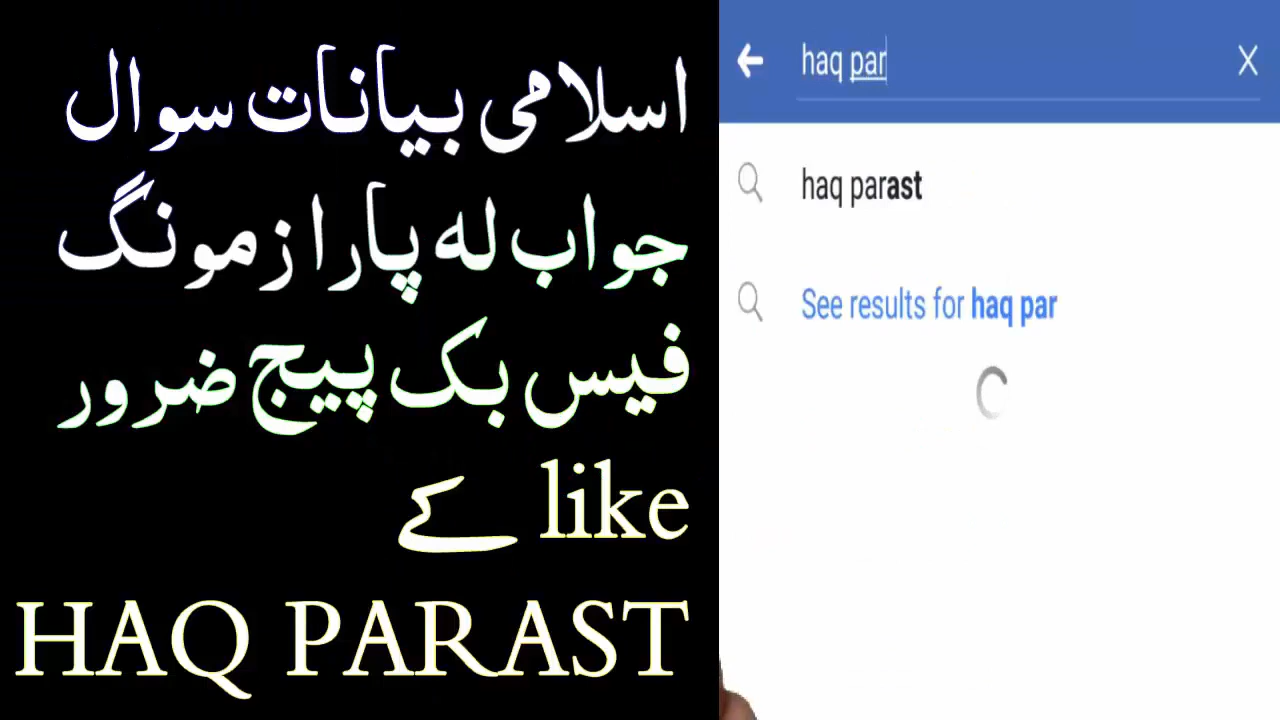 اسلامی بیانات سوال
جواب له پارا زمونگ
فیس بک پیج ضرور
like کے
HAQ PARAST
haq par
X
haq parast
See results for haq par